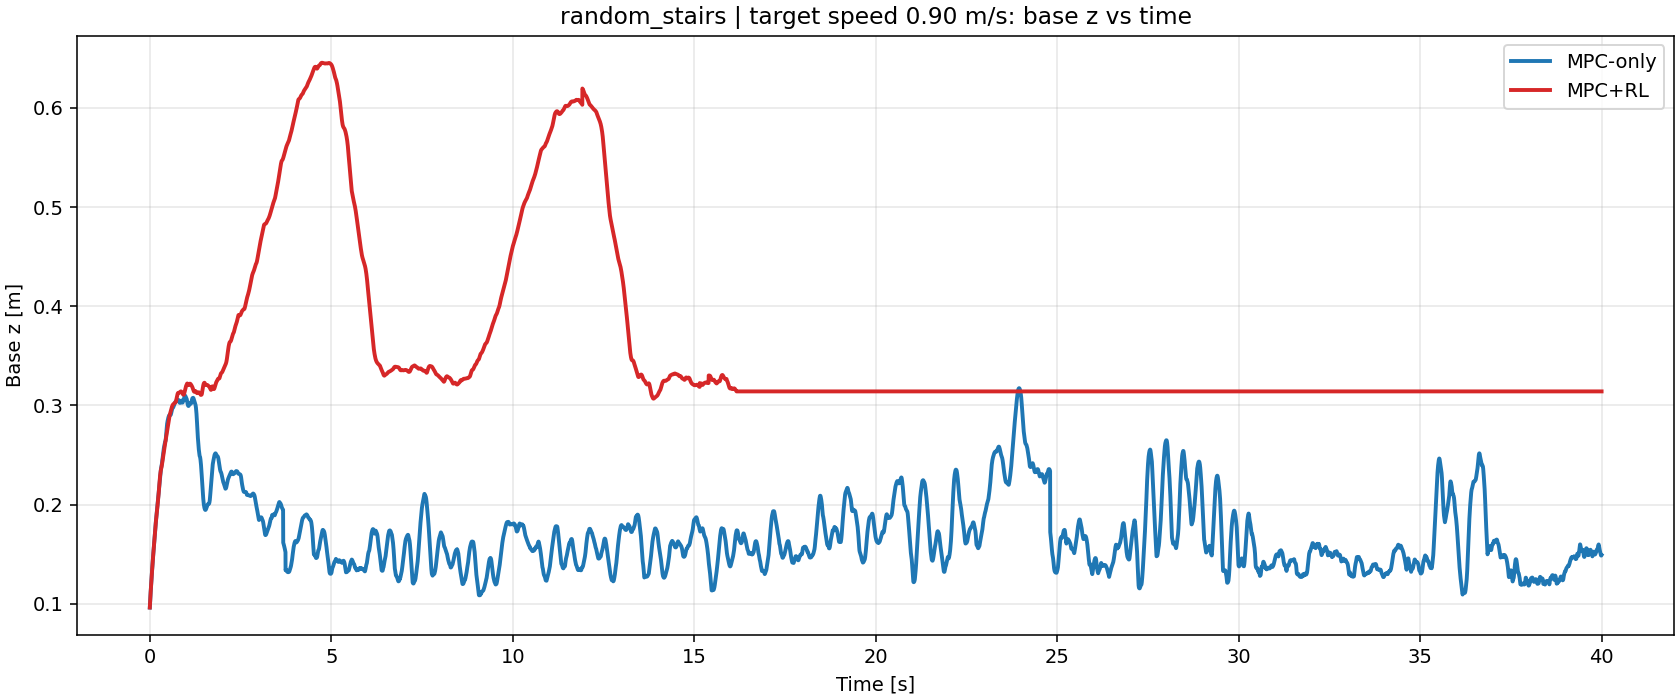 random_stairs | target speed 0.90 m/s: base z vs time
MPC-only
MPC+RL
Base z [m]
0.6
0.5
0.4
0.3
0.2
0.1
0 5 10 15 20 25 30 35 40
Time [s]